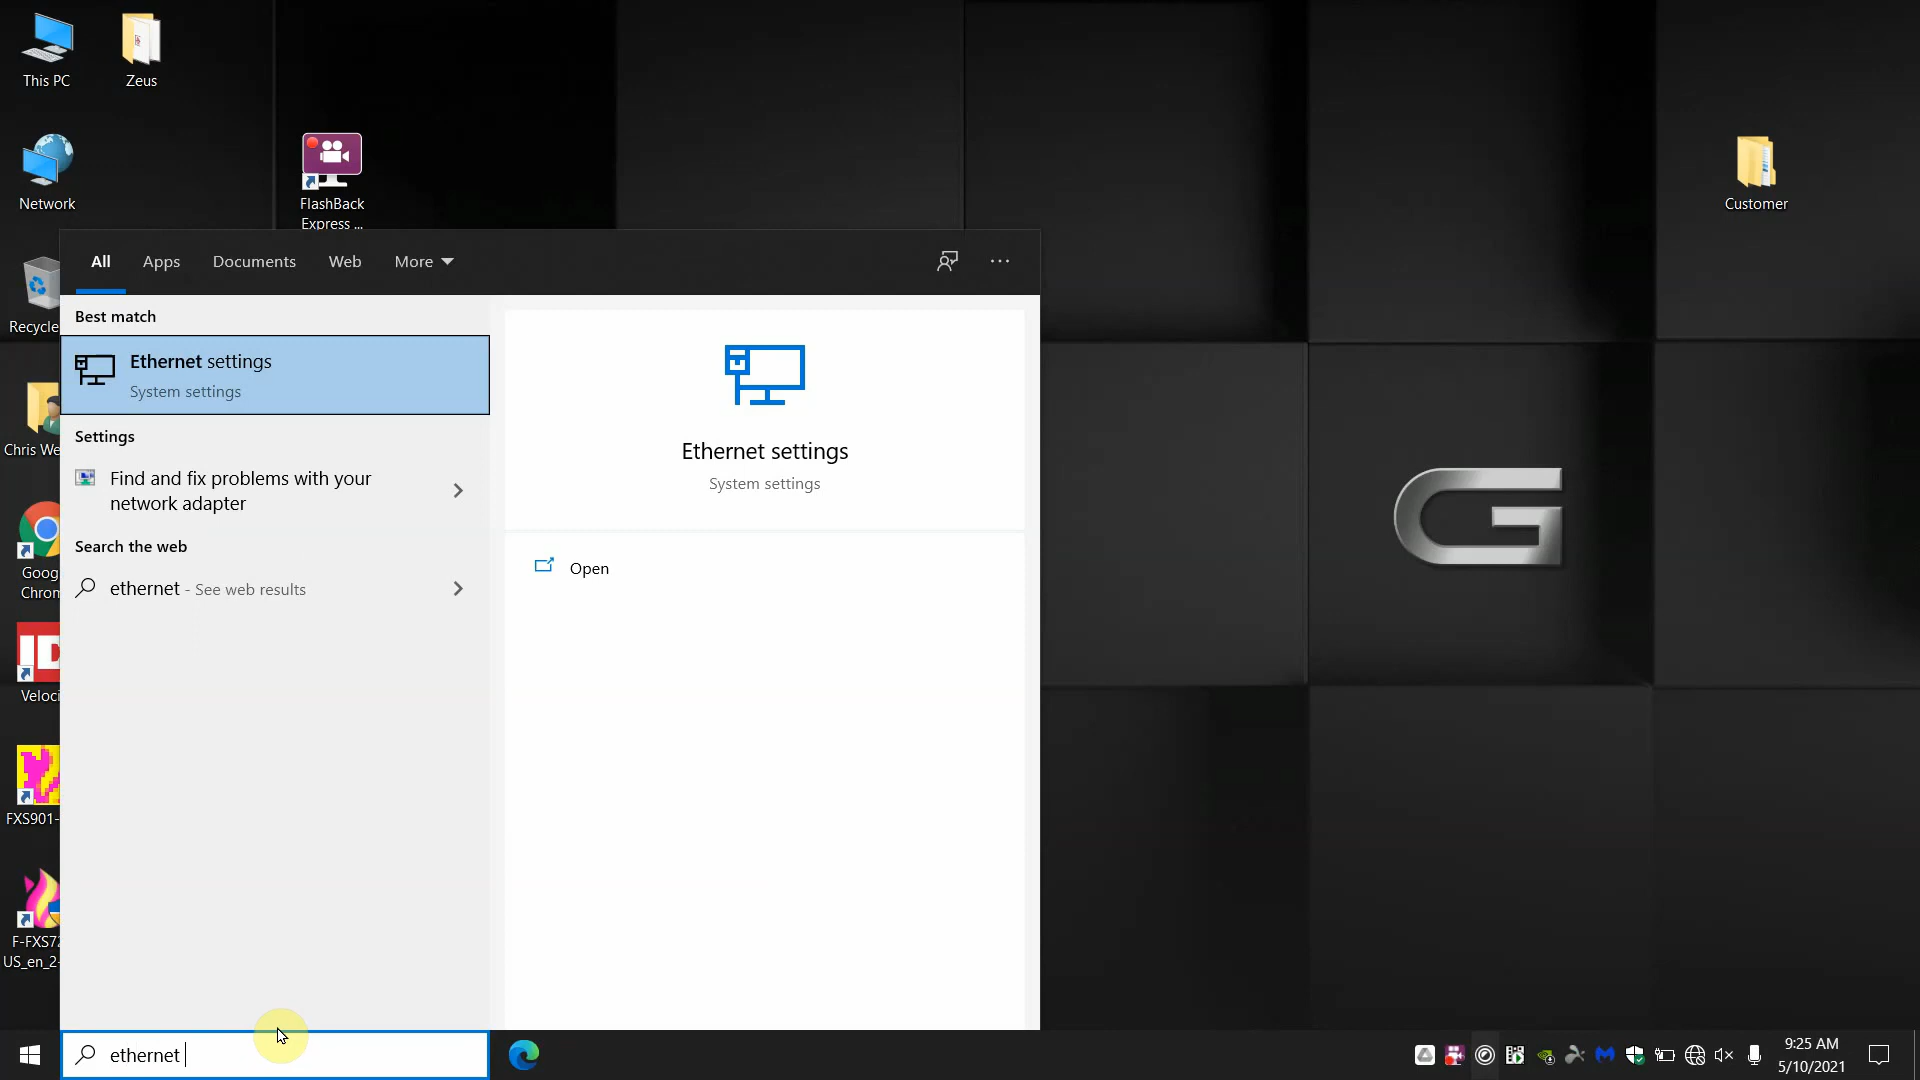 This PC
Zeus
Network
FlashBack
Express ...
Customer
All
Apps
Documents
Web
More
Recycle
Best match
Ethernet settings
System settings
Settings
Find and fix problems with your
network adapter
Search the web
ethernet - See web results
Ethernet settings
System settings
Open
Chris We
Goog
Chrom
ID
Veloci
FXS901-
F-FXS72
US_en_2-
G
ethernet
9:25 AM
5/10/2021